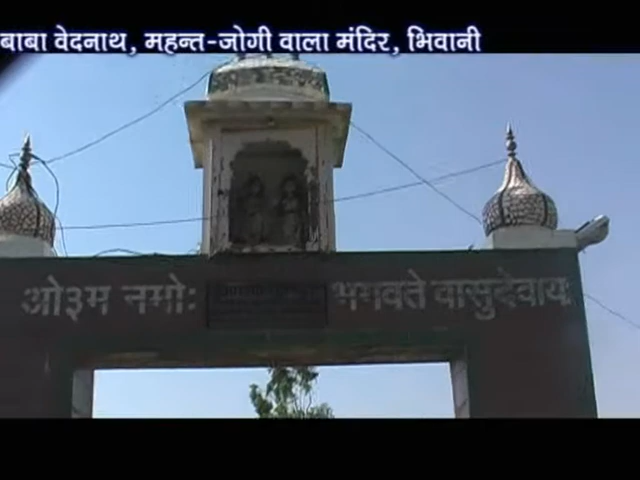 बाबा वेदनाथ, महन्त-जोगी वाला मंदिर, भिवानी
ओ३म नमो: भगवते वासुदेवाय